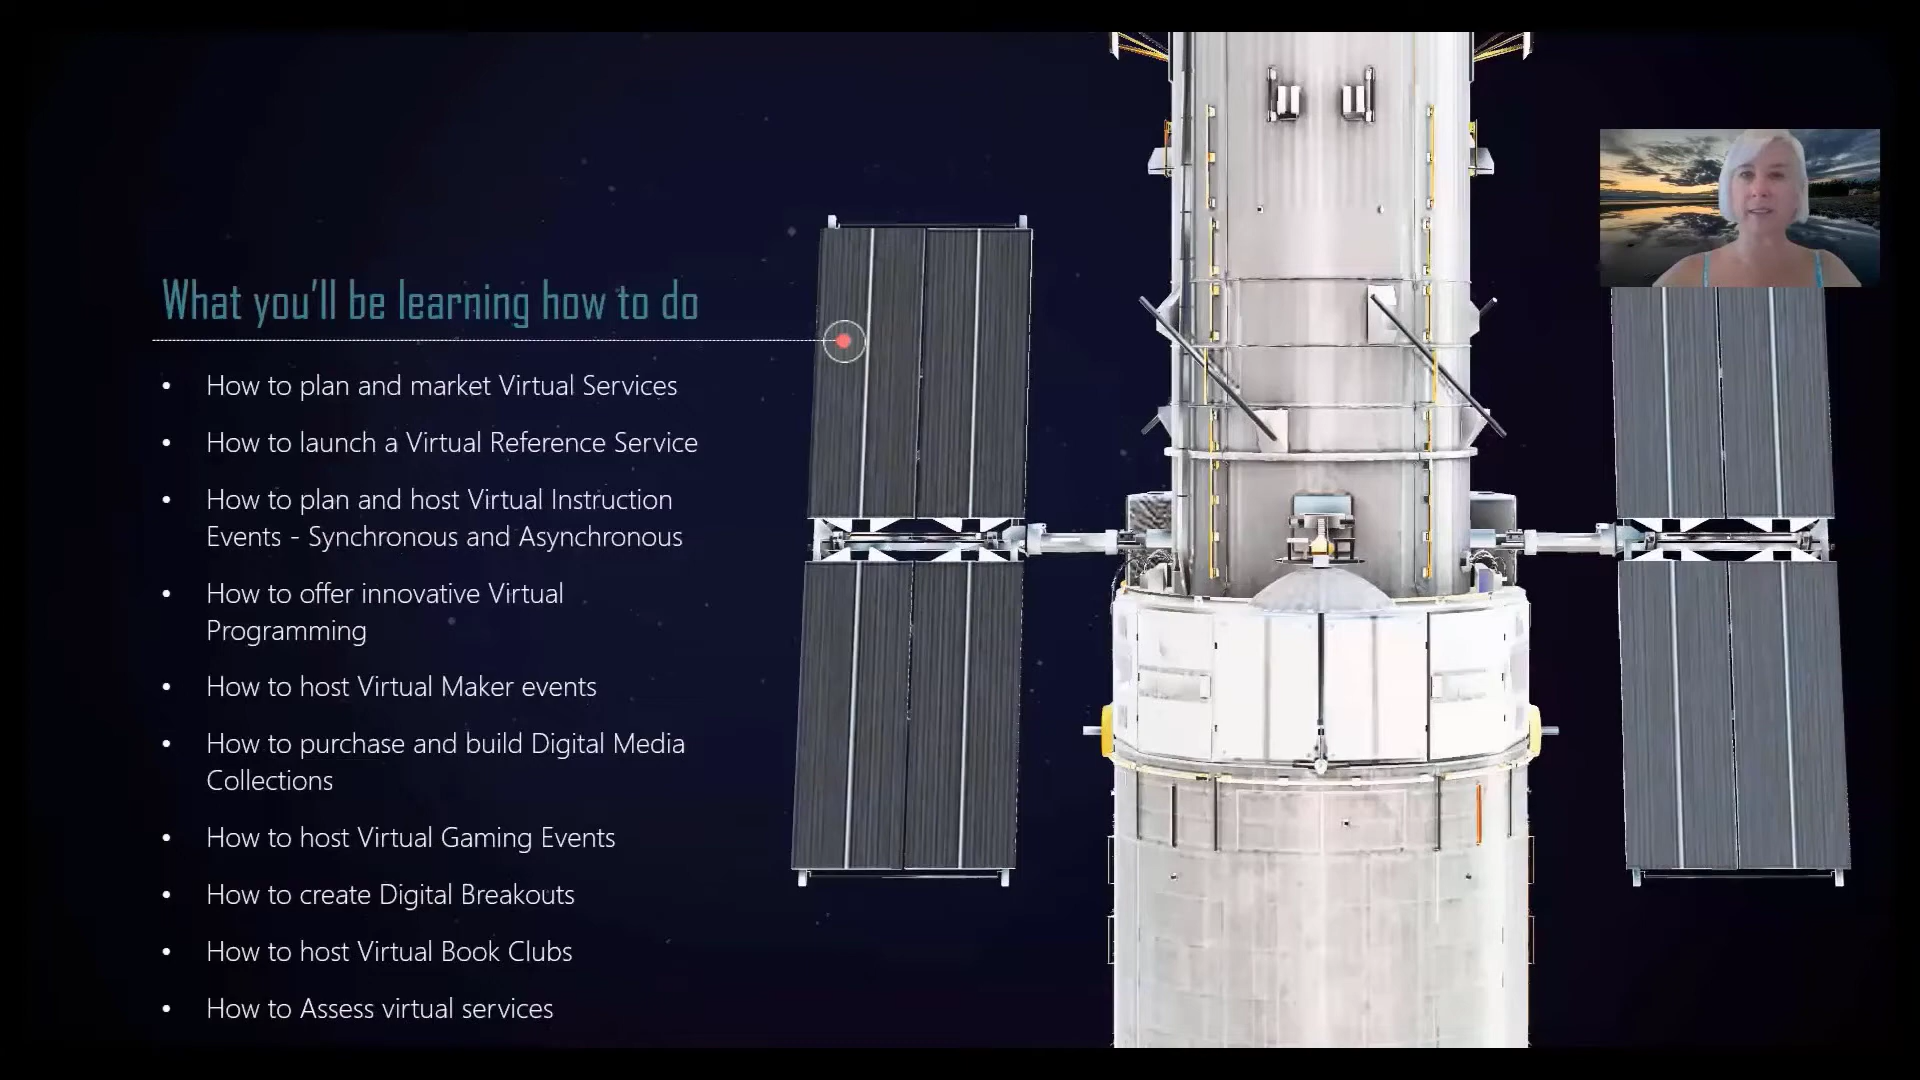 What you'll be learning how to do
• How to plan and market Virtual Services
• How to launch a Virtual Reference Service
• How to plan and host Virtual Instruction
Events - Synchronous and Asynchronous
• How to offer innovative Virtual
Programming
• How to host Virtual Maker events
• How to purchase and build Digital Media
Collections
• How to host Virtual Gaming Events
• How to create Digital Breakouts
• How to host Virtual Book Clubs
• How to Assess virtual services